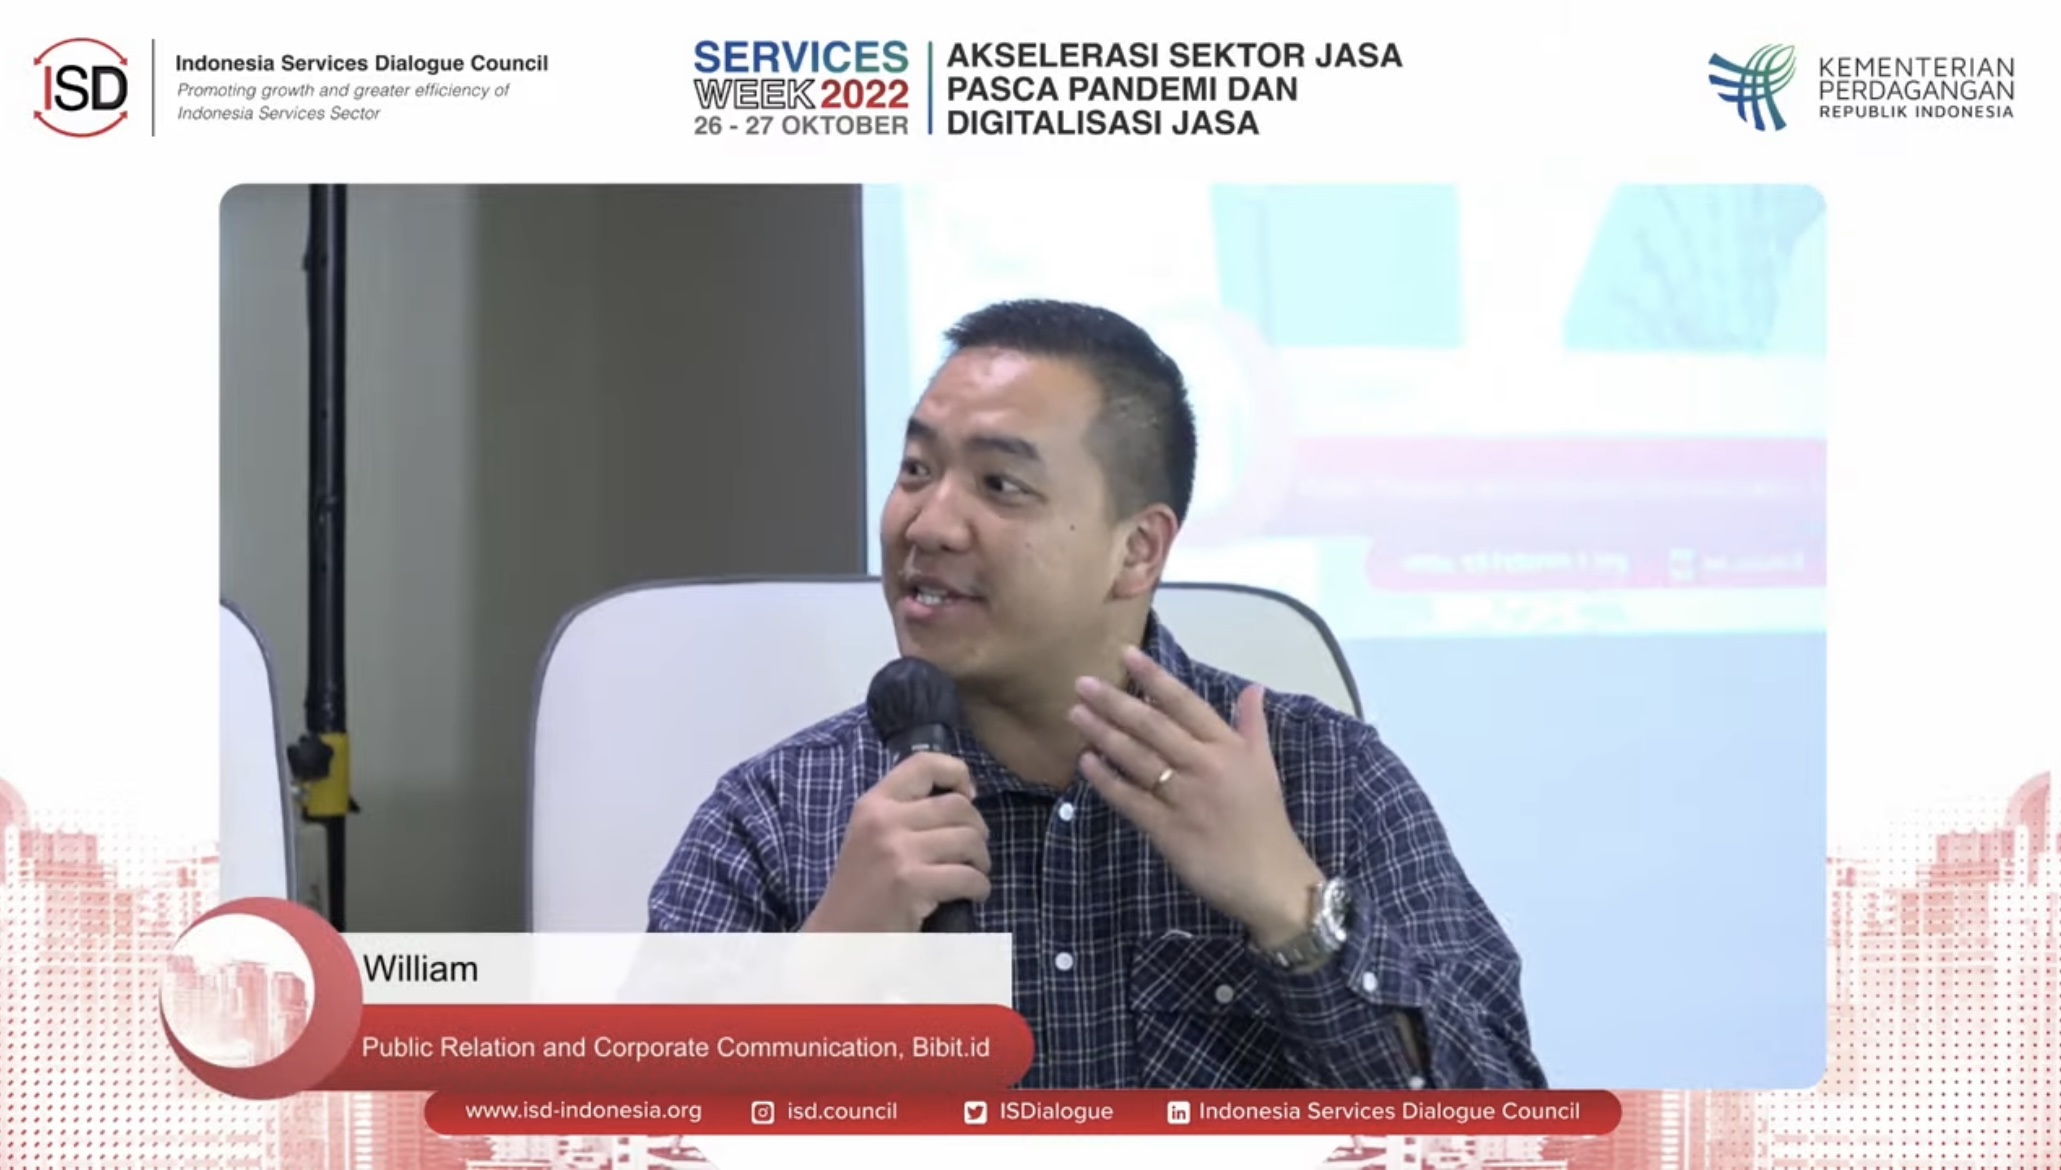 ISD
Indonesia Services Dialogue Council
Promoting growth and greater efficiency of
Indonesia Services Sector
SERVICES
WEEK 2022
26 - 27 OKTOBER
AKSELERASI SEKTOR JASA
PASCA PANDEMI DAN
DIGITALISASI JASA
KEMENTERIAN
PERDAGANGAN
REPUBLIK INDONESIA
William
Public Relation and Corporate Communication, Bibit.id
www.isd-indonesia.org isd.council ISDialogue Indonesia Services Dialogue Council